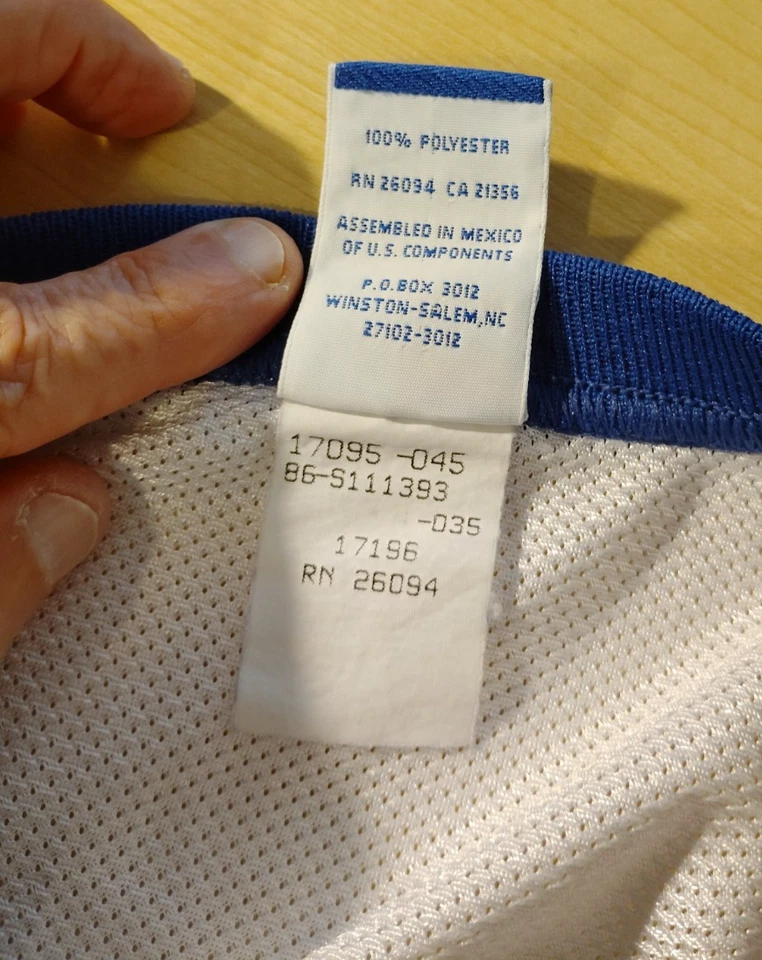 100% POLYESTER
RN 26094 CA 21356
ASSEMBLED IN MEXICO
OF U.S. COMPONENTS
P.O.BOX 3012
WINSTON-SALEM,NC
27102-3012
17095 -045
86-S111393
-035
17196
RN 26094